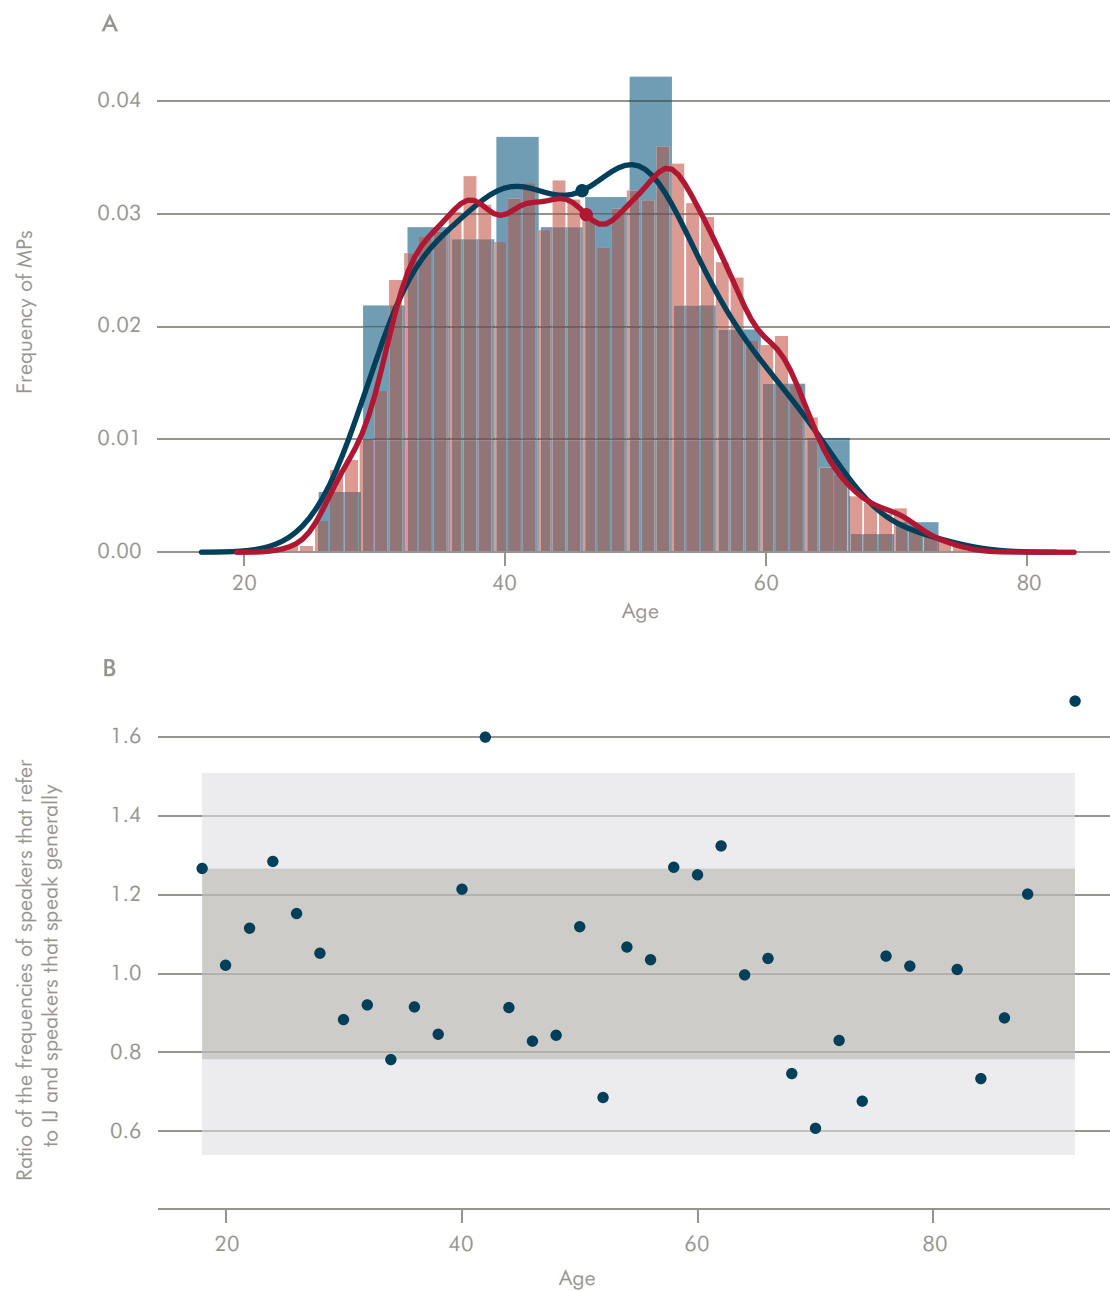 A
0.04
0.03
0.02
0.01
0.00
Frequency of MPs
20 40 60 80
Age
B
1.6
1.4
1.2
1.0
0.8
0.6
Ratio of the frequencies of speakers that refer
to IJ and speakers that speak generally
20 40 60 80
Age